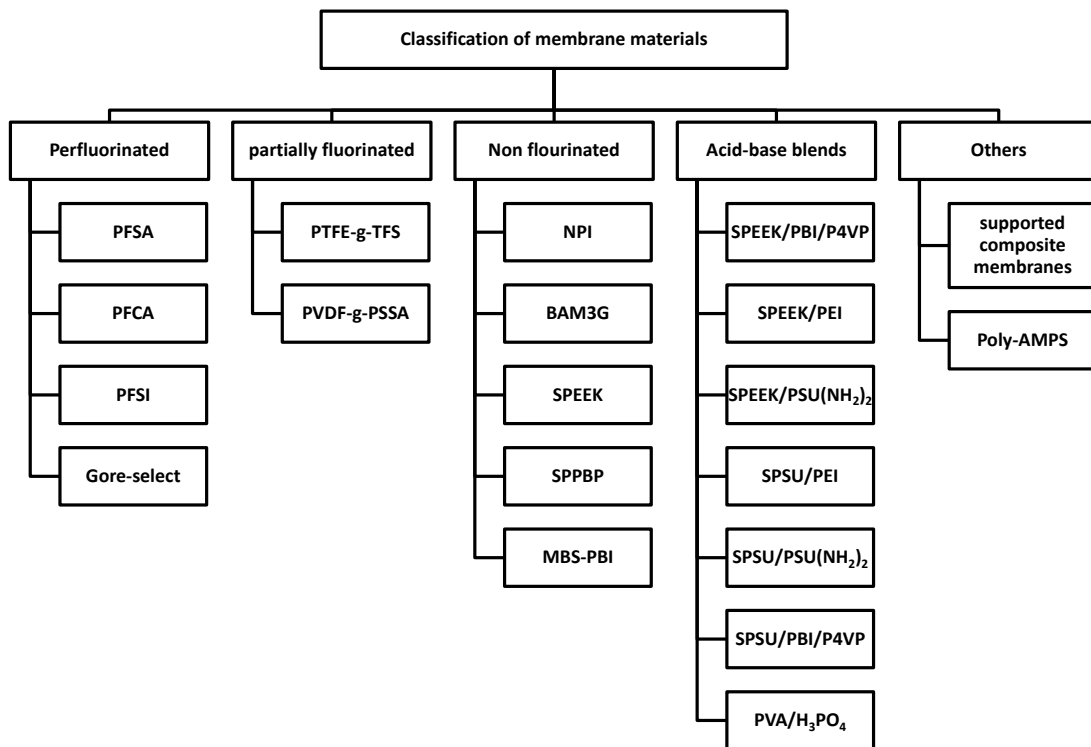 Classification of membrane materials
Perfluorinated
partially fluorinated
Non flourinated
Acid-base blends
Others
PFSA
PFCA
PFSI
Gore-select
PTFE-g-TFS
PVDF-g-PSSA
NPI
BAM3G
SPEEK
SPPBP
MBS-PBI
SPEEK/PBI/P4VP
SPEEK/PEI
SPEEK/PSU(NH₂)₂
SPSU/PEI
SPSU/PSU(NH₂)₂
SPSU/PBI/P4VP
PVA/H₃PO₄
supported
composite
membranes
Poly-AMPS